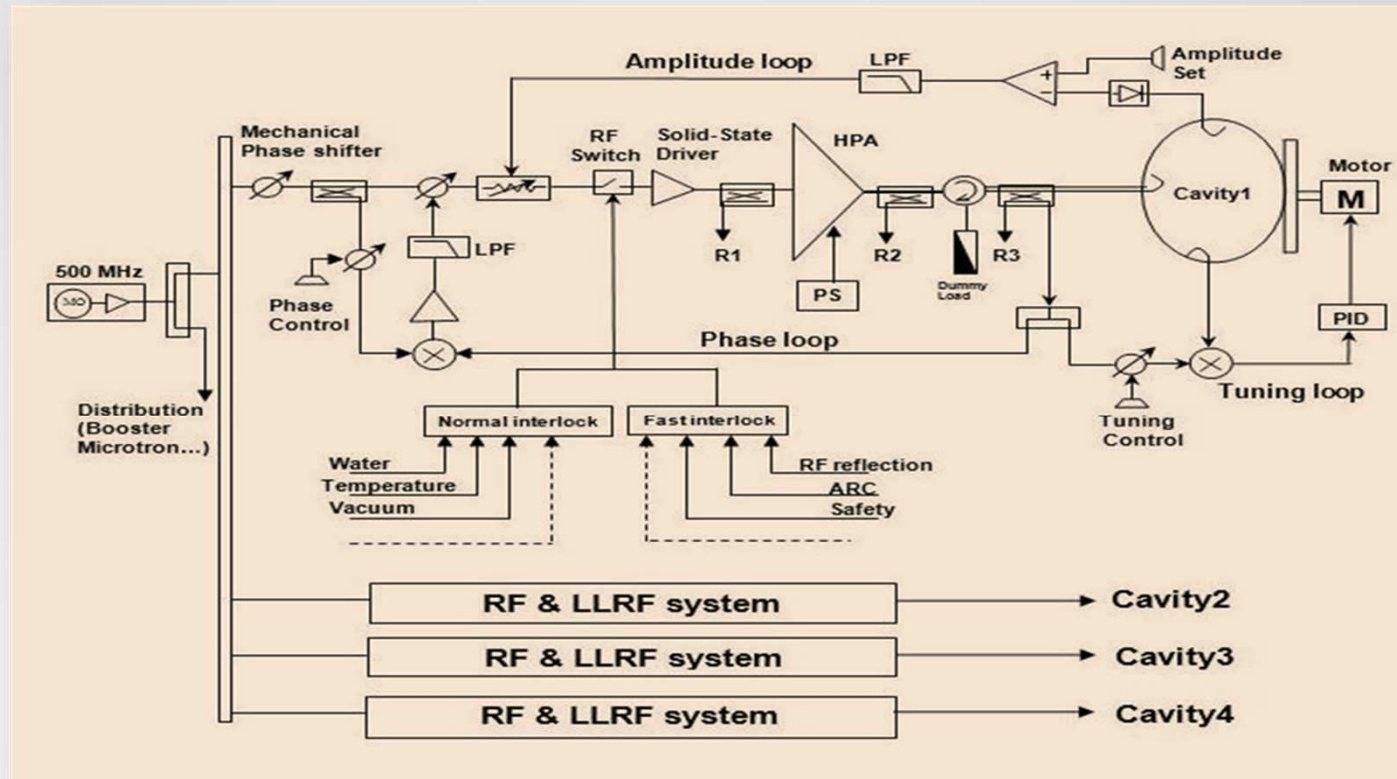 Amplitude loop
LPF
Amplitude
Set
Mechanical
Phase shifter
RF
Switch
Solid-State
Driver
HPA
Motor
Cavity1
M
LPF
R1
R2
R3
500 MHz
Phase
Control
PS
Dummy
Load
PID
Phase loop
Tuning loop
Distribution
(Booster
Microtron...)
Normal interlock
Fast interlock
Tuning
Control
Water
Temperature
Vacuum
RF reflection
ARC
Safety
RF & LLRF system
Cavity2
RF & LLRF system
Cavity3
RF & LLRF system
Cavity4